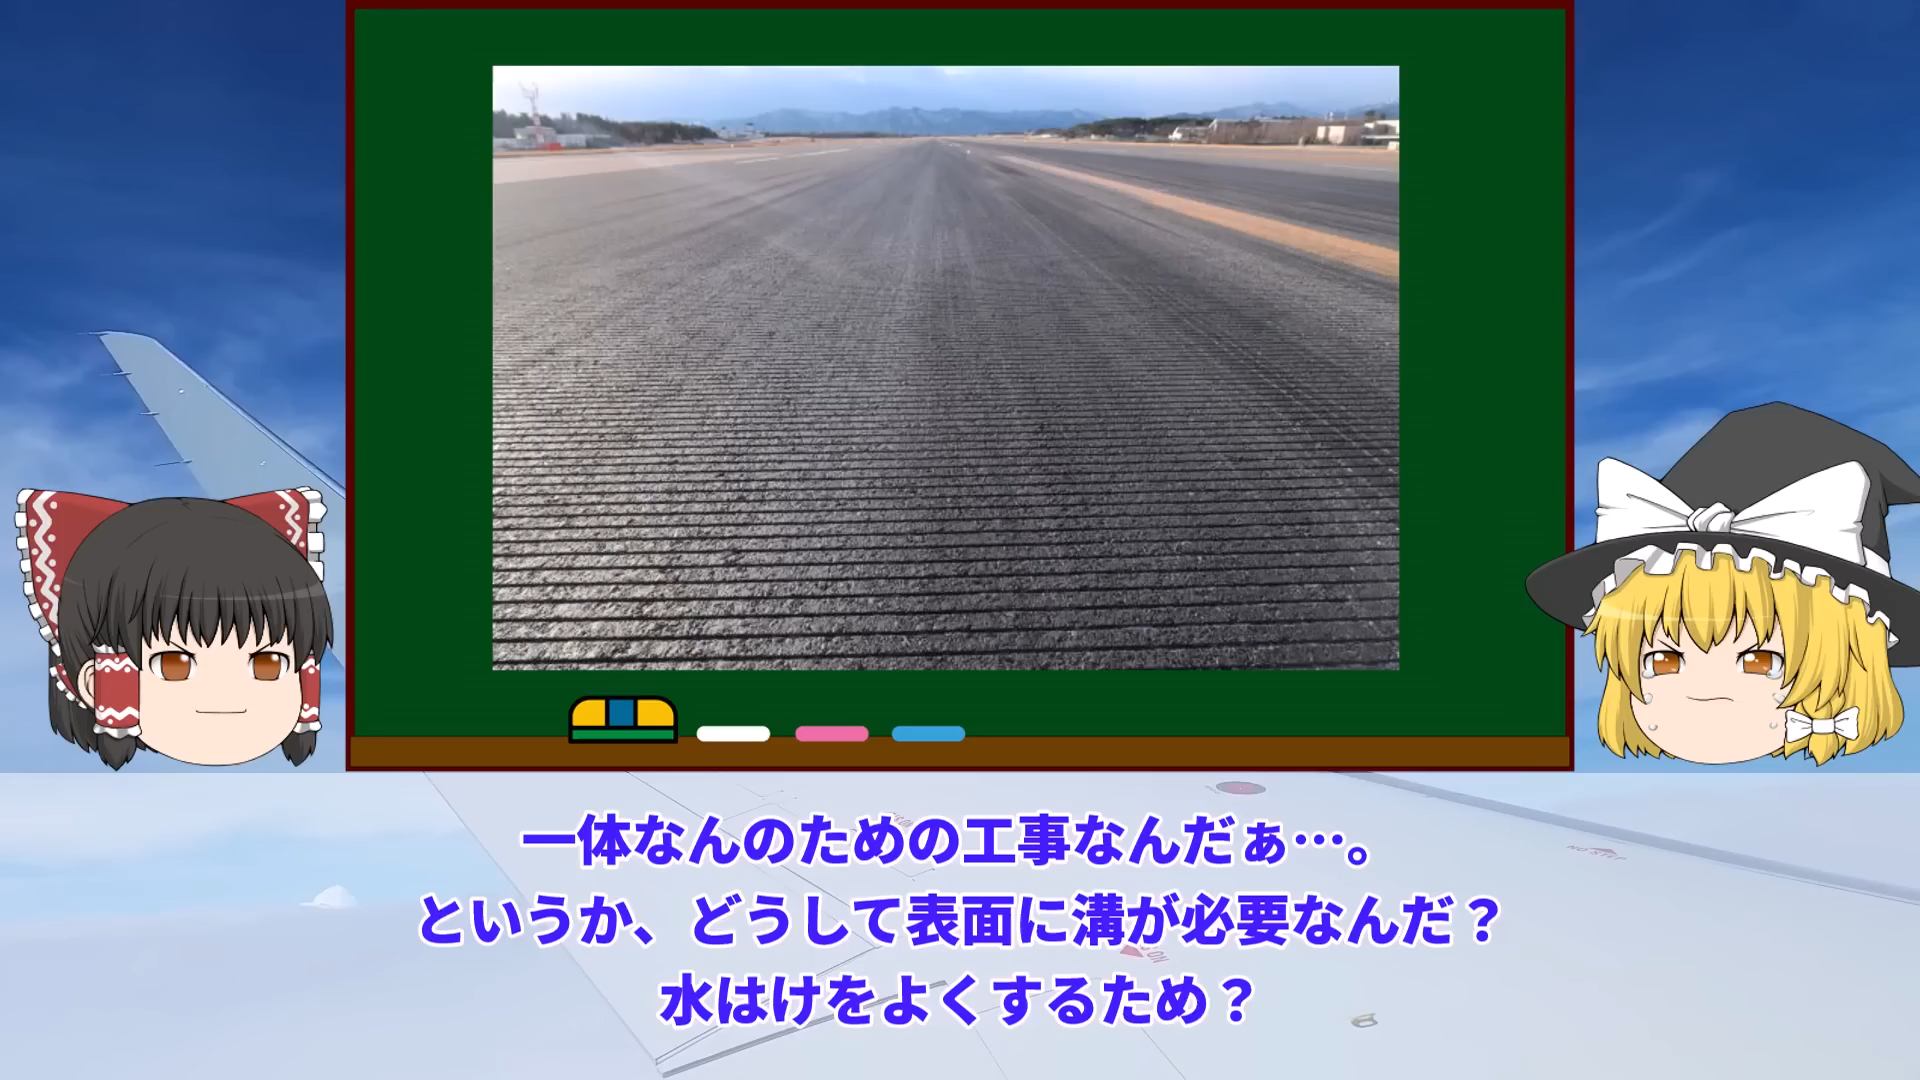 一体なんのための工事なんだぁ…。
というか、どうして表面に溝が必要なんだ？
水はけをよくするため？
NO STEP